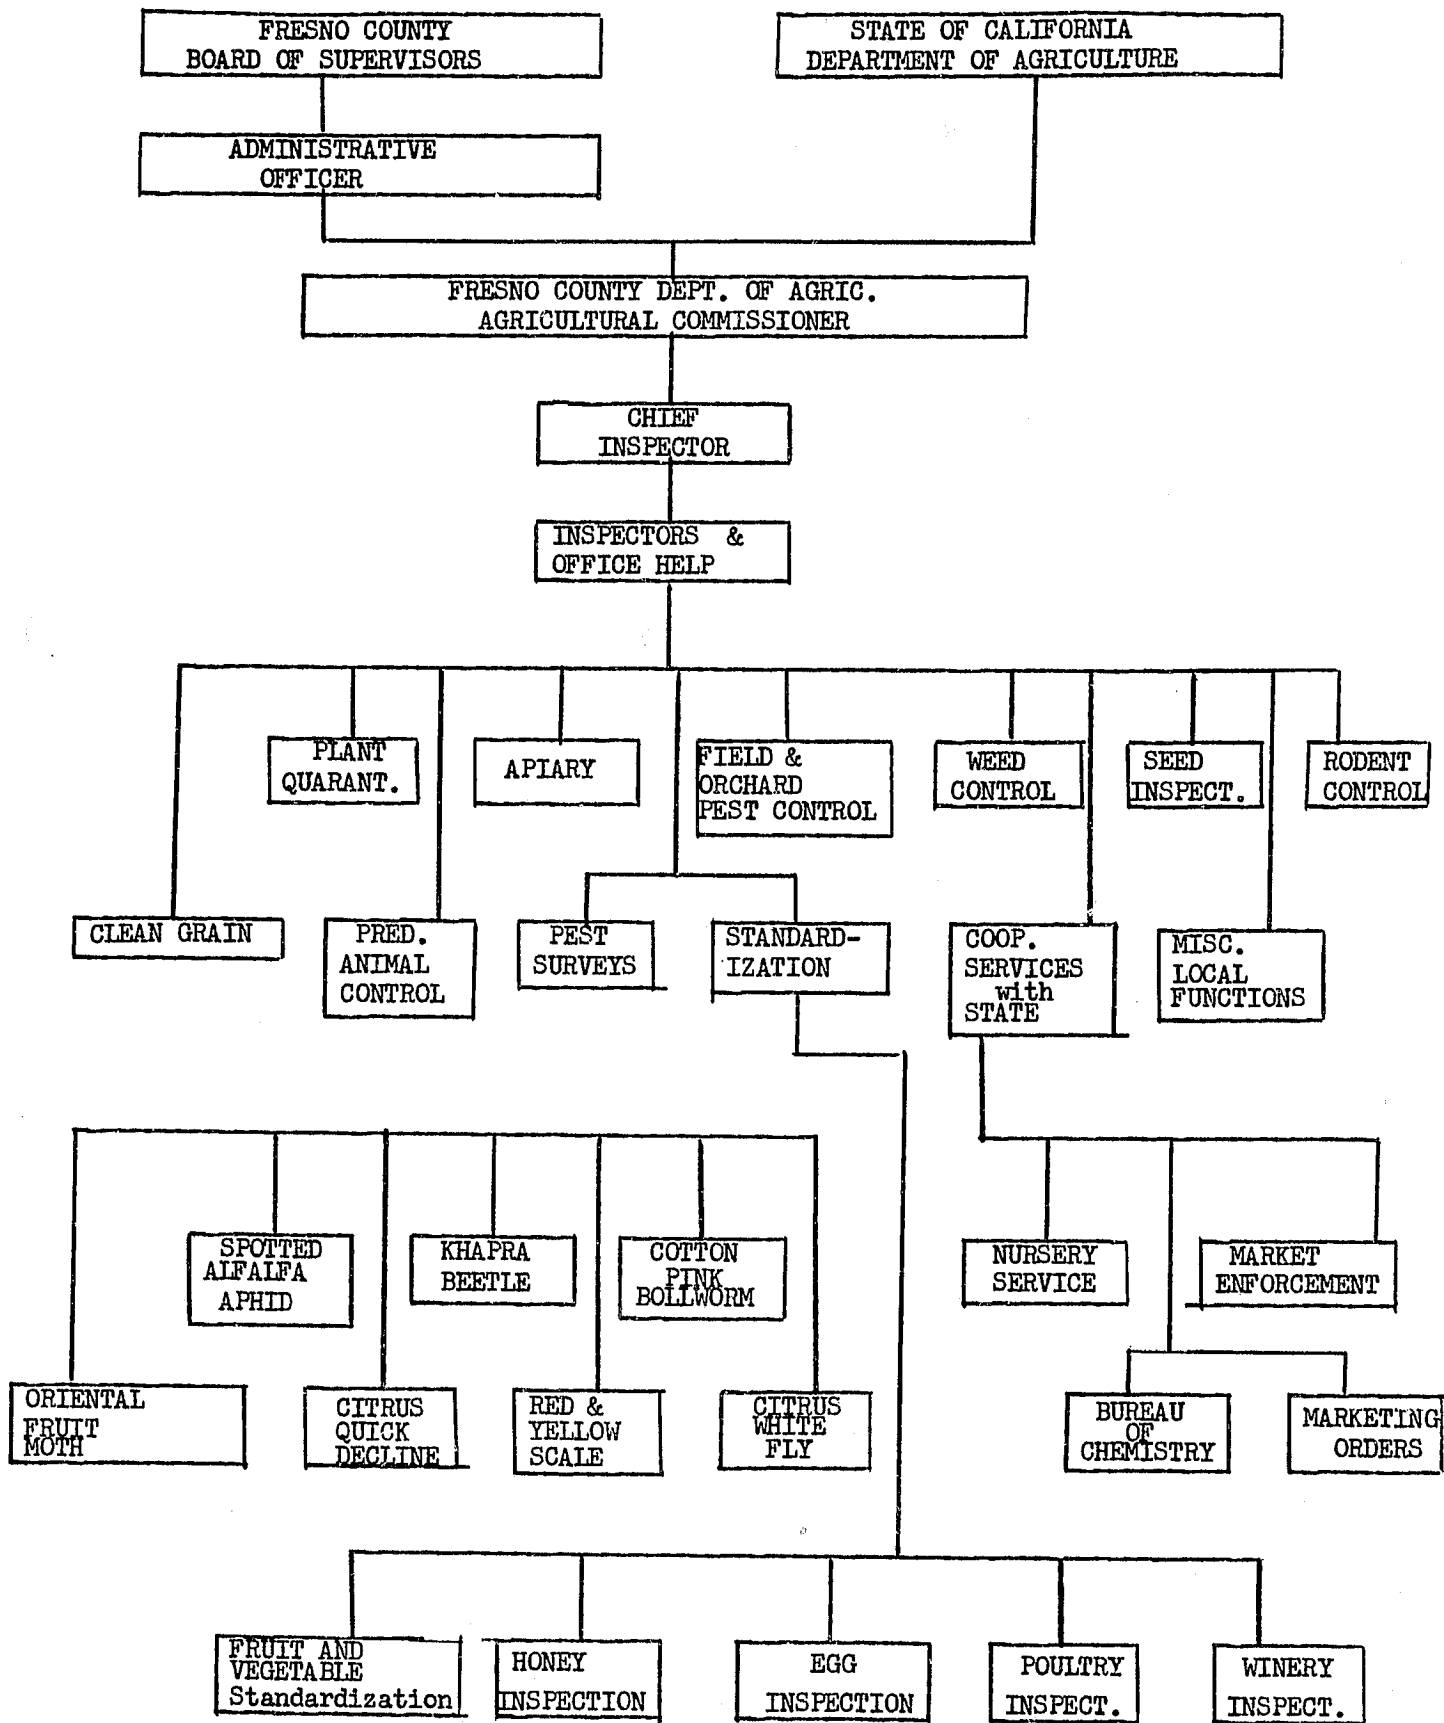 FRESNO COUNTY
BOARD OF SUPERVISORS
STATE OF CALIFORNIA
DEPARTMENT OF AGRICULTURE
ADMINISTRATIVE
OFFICER
FRESNO COUNTY DEPT. OF AGRIC.
AGRICULTURAL COMMISSIONER
CHIEF
INSPECTOR
INSPECTORS &
OFFICE HELP
PLANT
QUARANT.
APIARY
FIELD &
ORCHARD
PEST CONTROL
WEED
CONTROL
SEED
INSPECT.
RODENT
CONTROL
CLEAN GRAIN
PRED.
ANIMAL
CONTROL
PEST
SURVEYS
STANDARD-
IZATION
COOP.
SERVICES
with
STATE
MISC.
LOCAL
FUNCTIONS
SPOTTED
ALFALFA
APHID
KHAPRA
BEETLE
COTTON
PINK
BOLLWORM
NURSERY
SERVICE
MARKET
ENFORCEMENT
ORIENTAL
FRUIT
MOTH
CITRUS
QUICK
DECLINE
RED &
YELLOW
SCALE
CITRUS
WHITE
FLY
BUREAU
OF
CHEMISTRY
MARKETING
ORDERS
FRUIT AND
VEGETABLE
Standardization
HONEY
INSPECTION
EGG
INSPECTION
POULTRY
INSPECT.
WINERY
INSPECT.